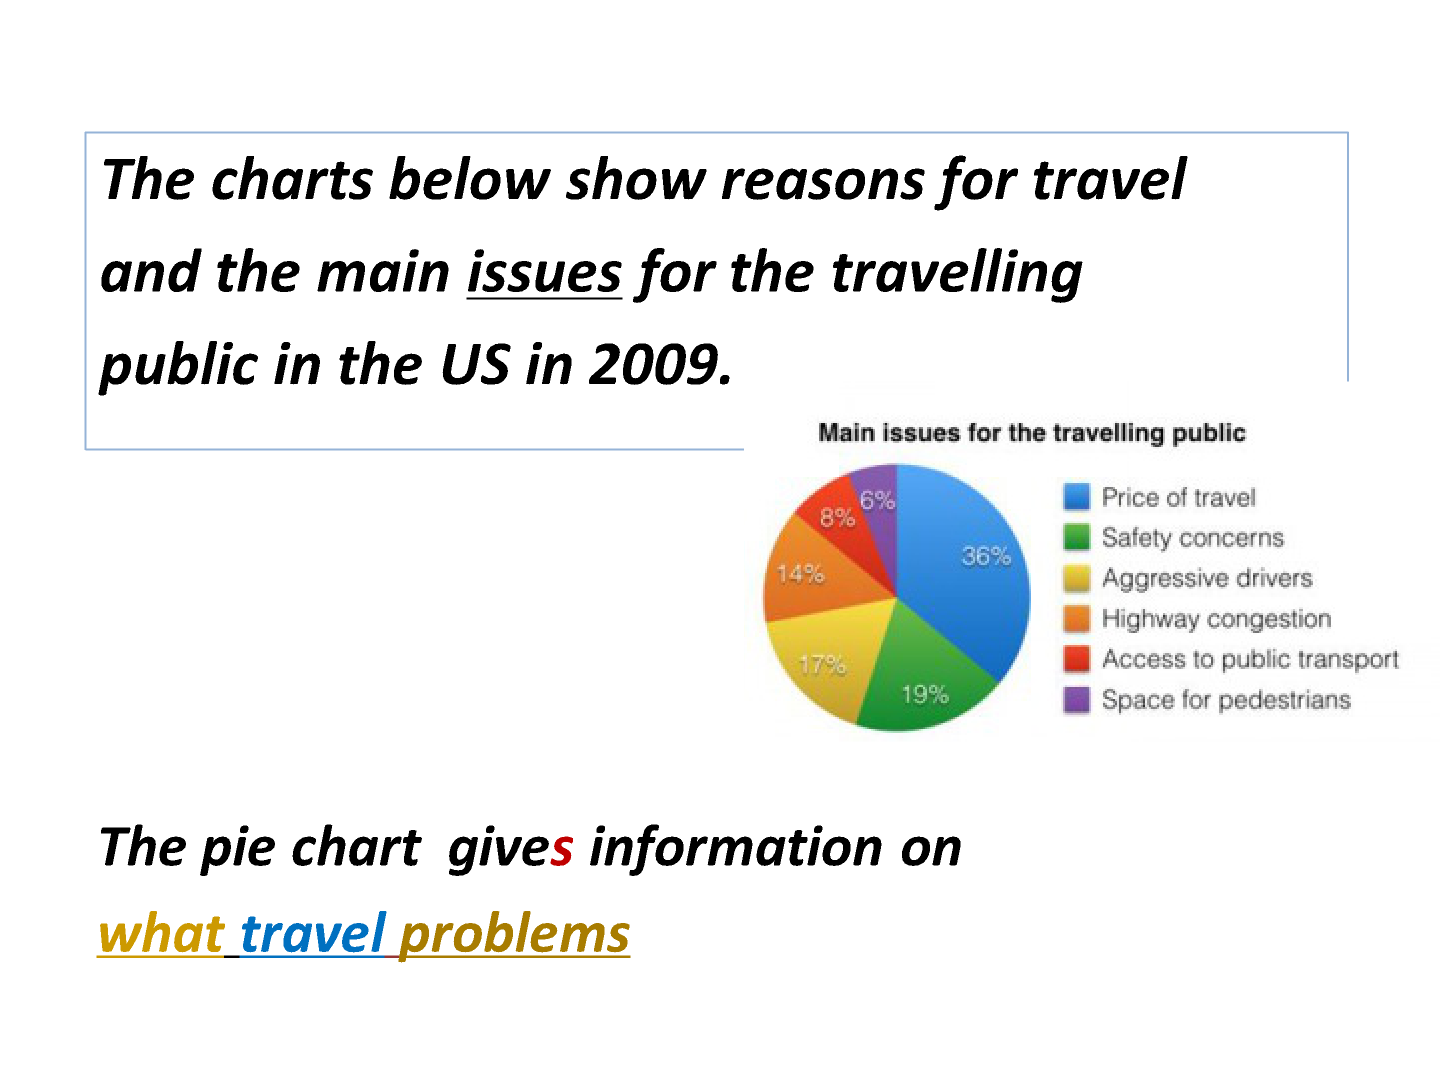 The charts below show reasons for travel
and the main issues for the travelling
public in the US in 2009.
Main issues for the travelling public
6%
8%
36%
14%
17%
19%
Price of travel
Safety concerns
Aggressive drivers
Highway congestion
Access to public transport
Space for pedestrians
The pie chart gives information on
what travel problems